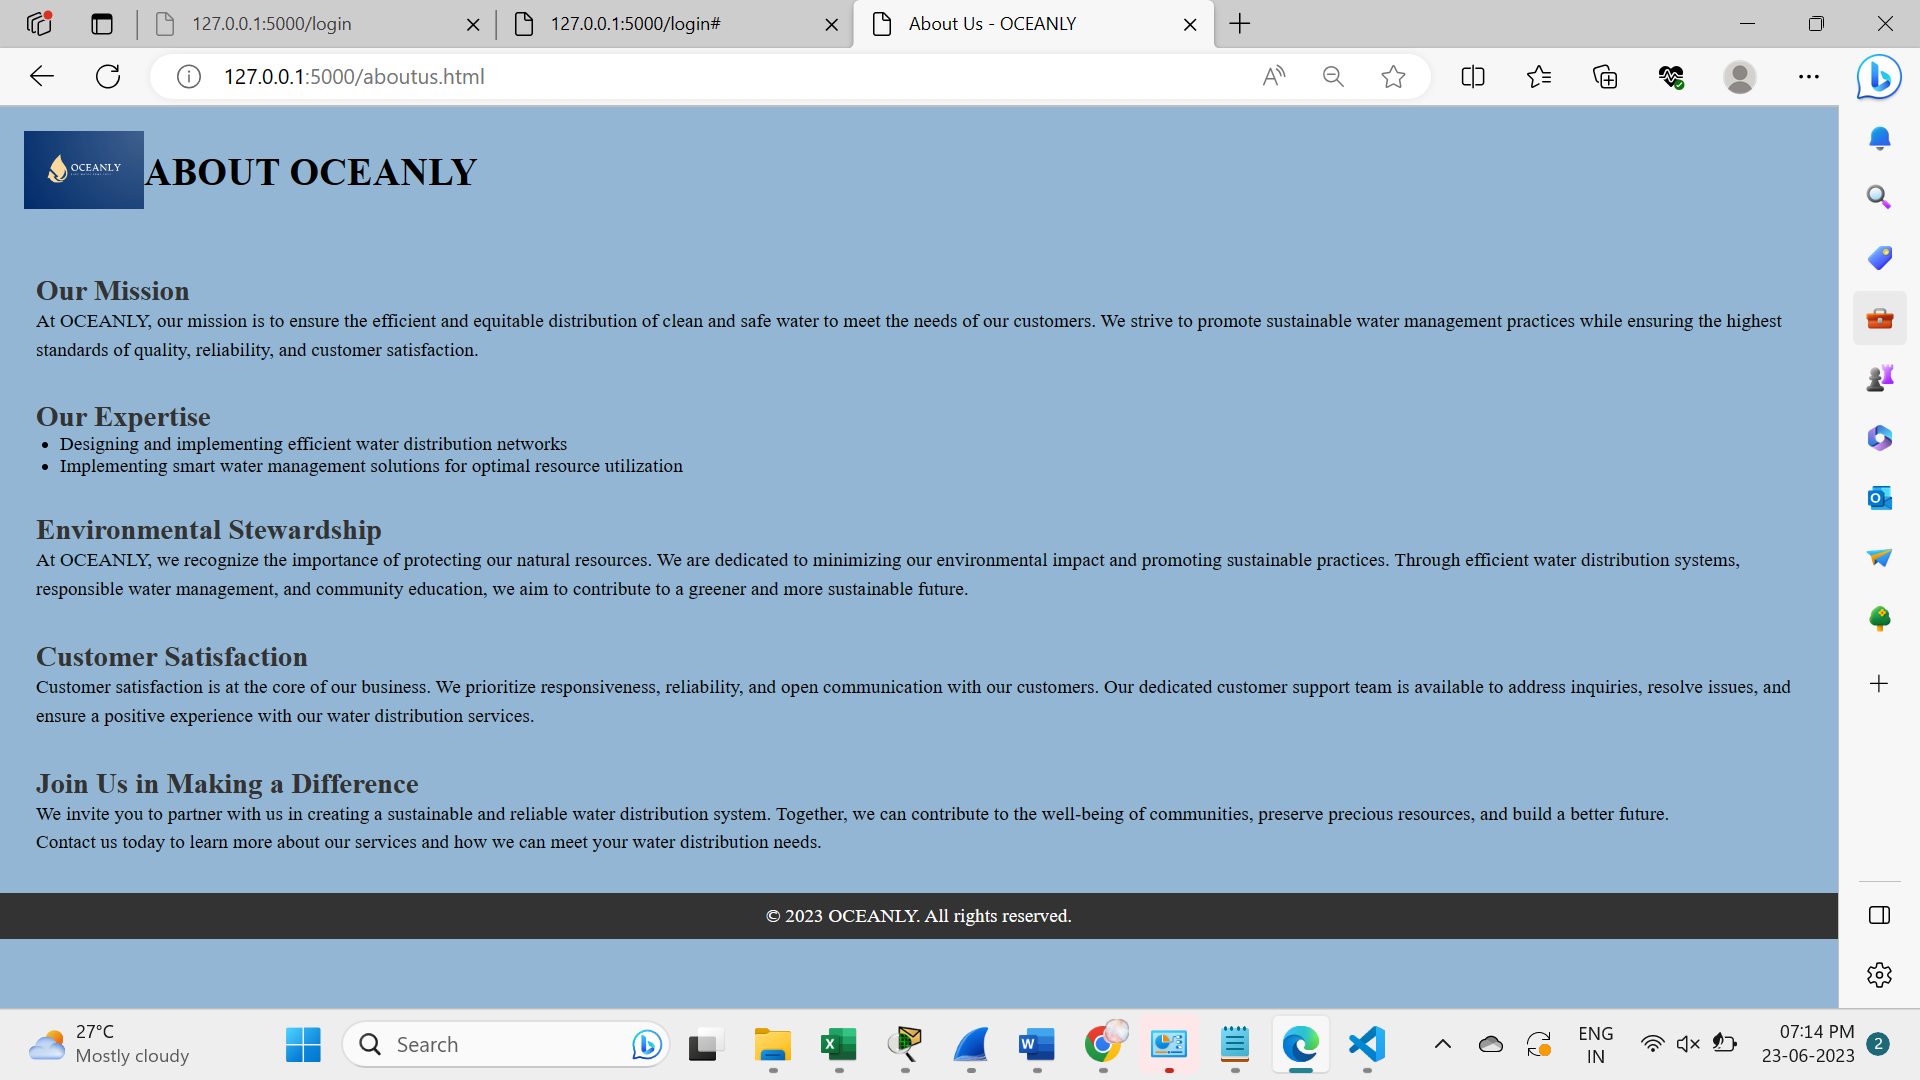 127.0.0.1:5000/login
127.0.0.1:5000/login#
About Us - OCEANLY
127.0.0.1:5000/aboutus.html
OCEANLY
ABOUT OCEANLY
Our Mission
At OCEANLY, our mission is to ensure the efficient and equitable distribution of clean and safe water to meet the needs of our customers. We strive to promote sustainable water management practices while ensuring the highest
standards of quality, reliability, and customer satisfaction.
Our Expertise
• Designing and implementing efficient water distribution networks
• Implementing smart water management solutions for optimal resource utilization
Environmental Stewardship
At OCEANLY, we recognize the importance of protecting our natural resources. We are dedicated to minimizing our environmental impact and promoting sustainable practices. Through efficient water distribution systems,
responsible water management, and community education, we aim to contribute to a greener and more sustainable future.
Customer Satisfaction
Customer satisfaction is at the core of our business. We prioritize responsiveness, reliability, and open communication with our customers. Our dedicated customer support team is available to address inquiries, resolve issues, and
ensure a positive experience with our water distribution services.
Join Us in Making a Difference
We invite you to partner with us in creating a sustainable and reliable water distribution system. Together, we can contribute to the well-being of communities, preserve precious resources, and build a better future.
Contact us today to learn more about our services and how we can meet your water distribution needs.
© 2023 OCEANLY. All rights reserved.
27°C
Mostly cloudy
Search
ENG
IN
07:14 PM
23-06-2023
2